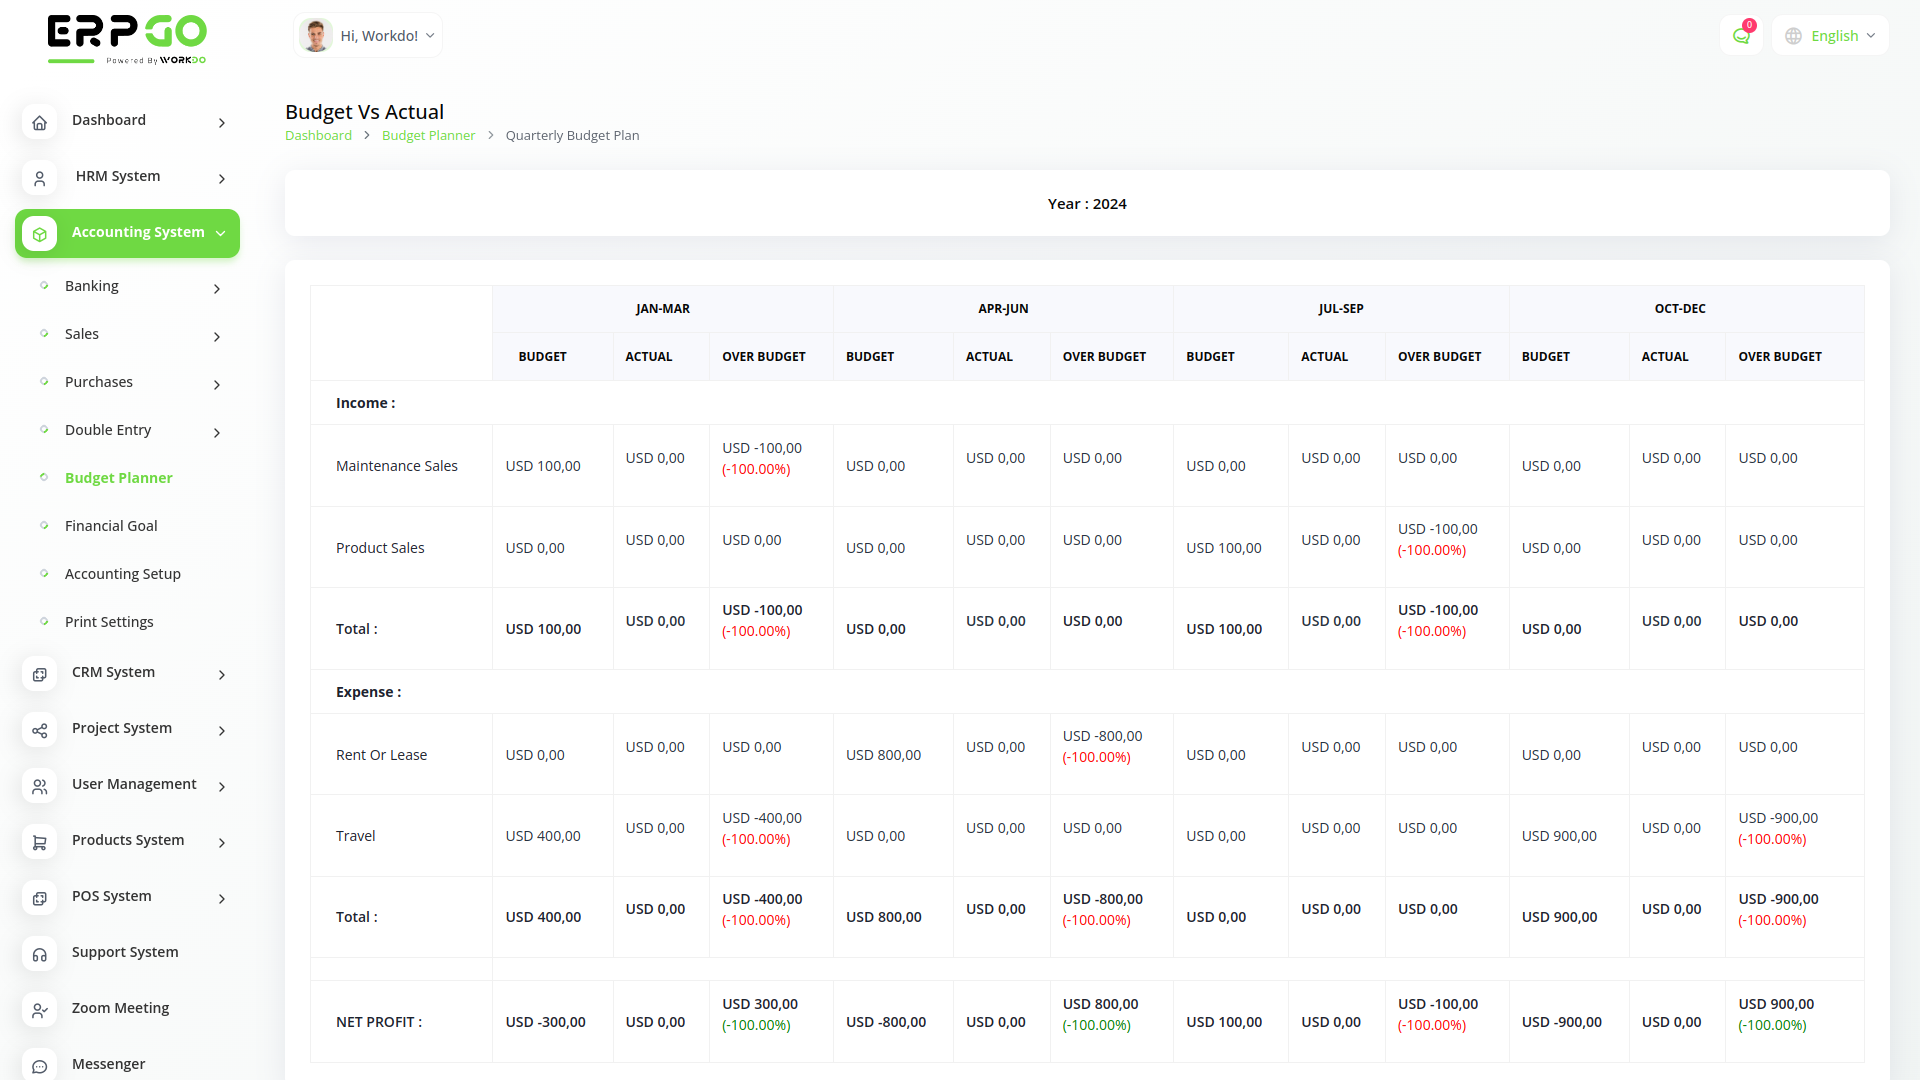 ERPGO
Powered By WORKDO
Hi, Workdo!
0
English
Dashboard
HRM System
Accounting System
Banking
Sales
Purchases
Double Entry
Budget Planner
Financial Goal
Accounting Setup
Print Settings
CRM System
Project System
User Management
Products System
POS System
Support System
Zoom Meeting
Messenger
Budget Vs Actual
Dashboard > Budget Planner > Quarterly Budget Plan
Year : 2024
JAN-MAR APR-JUN JUL-SEP OCT-DEC
BUDGET ACTUAL OVER BUDGET BUDGET ACTUAL OVER BUDGET BUDGET ACTUAL OVER BUDGET BUDGET ACTUAL OVER BUDGET
Income :
Maintenance Sales USD 100,00 USD 0,00 USD -100,00 USD 0,00 USD 0,00 USD 0,00 USD 0,00 USD 0,00 USD 0,00 USD 0,00 USD 0,00 USD 0,00
(-100.00%)
Product Sales USD 0,00 USD 0,00 USD 0,00 USD 0,00 USD 0,00 USD 0,00 USD 100,00 USD 0,00 USD -100,00 USD 0,00 USD 0,00 USD 0,00
(-100.00%)
Total : USD 100,00 USD 0,00 USD -100,00 USD 0,00 USD 0,00 USD 0,00 USD 100,00 USD 0,00 USD -100,00 USD 0,00 USD 0,00 USD 0,00
(-100.00%) (-100.00%)
Expense :
Rent Or Lease USD 0,00 USD 0,00 USD 0,00 USD 800,00 USD 0,00 USD -800,00 USD 0,00 USD 0,00 USD 0,00 USD 0,00 USD 0,00 USD 0,00
(-100.00%)
Travel USD 400,00 USD 0,00 USD -400,00 USD 0,00 USD 0,00 USD 0,00 USD 0,00 USD 0,00 USD 0,00 USD 900,00 USD 0,00 USD -900,00
(-100.00%) (-100.00%)
Total : USD 400,00 USD 0,00 USD -400,00 USD 800,00 USD 0,00 USD -800,00 USD 0,00 USD 0,00 USD 0,00 USD 900,00 USD 0,00 USD -900,00
(-100.00%) (-100.00%) (-100.00%)
NET PROFIT : USD -300,00 USD 0,00 USD 300,00 USD -800,00 USD 0,00 USD 800,00 USD 100,00 USD 0,00 USD -100,00 USD -900,00 USD 0,00 USD 900,00
(-100.00%) (-100.00%) (-100.00%) (-100.00%)